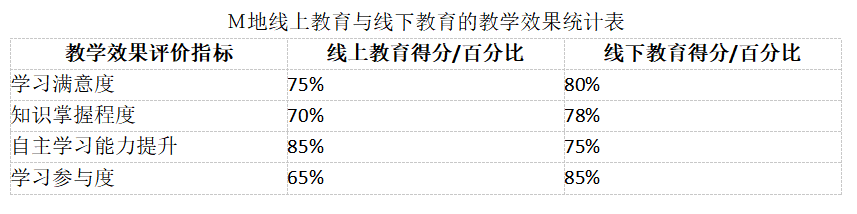 M地线上教育与线下教育的教学效果统计表
教学效果评价指标 线上教育得分/百分比 线下教育得分/百分比
学习满意度 75% 80%
知识掌握程度 70% 78%
自主学习能力提升 85% 75%
学习参与度 65% 85%